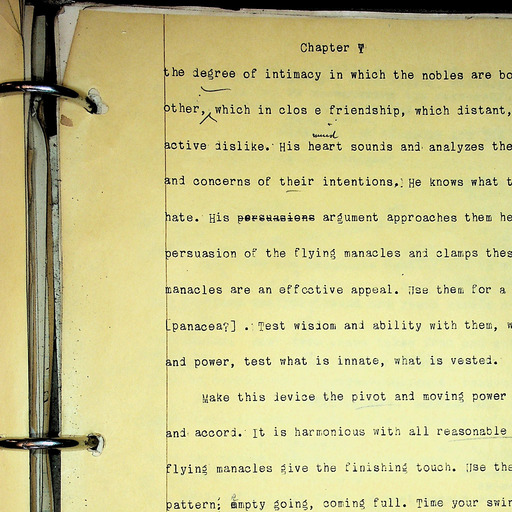 Chapter V
the degree of intimacy in which the nobles are bo
other, which in clos e friendship, which distant,
mind
active dislike. His heart sounds and analyzes the
and concerns of their intentions, He knows what t
hate. His persuasions argument approaches them he
persuasion of the flying manacles and clamps thes
manacles are an effective appeal. Use them for a
[panacea?] . Test wisdom and ability with them, w
and power, test what is innate, what is vested.
Make this device the pivot and moving power
and accord. It is harmonious with all reasonable
flying manacles give the finishing touch. Use the
pattern; empty going, coming full. Time your swin